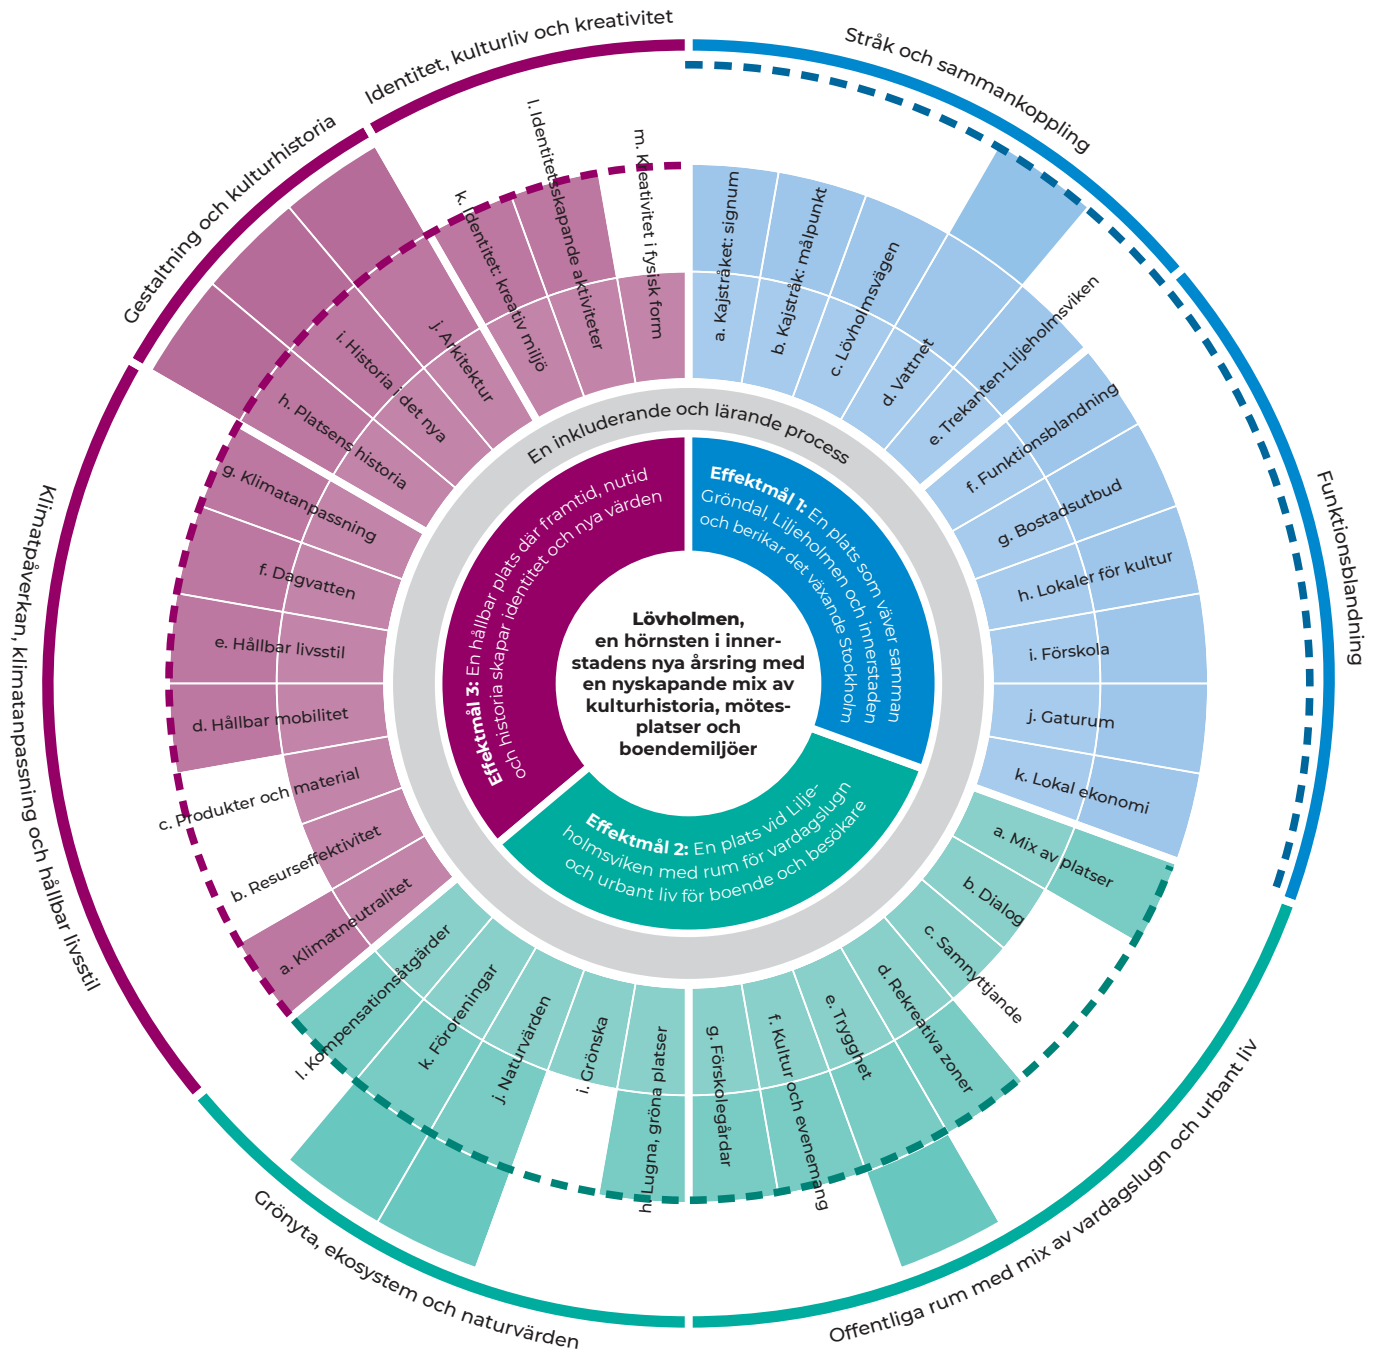 Identitet, kulturliv och kreativitet
Stråk och sammankoppling
Funktionsblandning
Offentliga rum med mix av vardagslugn och urbant liv
Grönyta, ekosystem och naturvärden
Klimatpåverkan, klimatanpassning och hållbar livsstil
Gestaltning och kulturhistoria
a. Kajstråket: signum
b. Kajstråk: målpunkt
c. Lövholmsvägen
d. Vattnet
e. Trekanten-Liljeholmsviken
f. Funktionsblandning
g. Bostadsutbud
h. Lokaler för kultur
i. Förskola
j. Gaturum
k. Lokal ekonomi
a. Mix av platser
b. Dialog
c. Samnyttjande
d. Rekreativa zoner
e. Trygghet
f. Kultur och evenemang
g. Förskolegårdar
h. Lugna, gröna platser
i. Grönska
j. Naturvärden
k. Föroreningar
l. Kompensationsåtgärder
a. Klimatneutralitet
b. Resurseffektivitet
c. Produkter och material
d. Hållbar mobilitet
e. Hållbar livsstil
f. Dagvatten
g. Klimatanpassning
h. Platsens historia
i. Historia i det nya
j. Arkitektur
k. Identitet: kreativ miljö
l. Identitetsskapande aktiviteter
m. Kreativitet i fysisk form
En inkluderande och lärande process
Effektmål 1: En plats som väver samman
Gröndal, Liljeholmen och innerstaden
och berikar det växande Stockholm
Effektmål 2: En plats vid Lilje-
holmsviken med rum för vardagslugn
och urbant liv för boende och besökare
Effektmål 3: En hållbar plats där framtid, nutid
och historia skapar identitet och nya värden
Lövholmen,
en hörnsten i inner-
stadens nya årsring med
en nyskapande mix av
kulturhistoria, mötes-
platser och
boendemiljöer